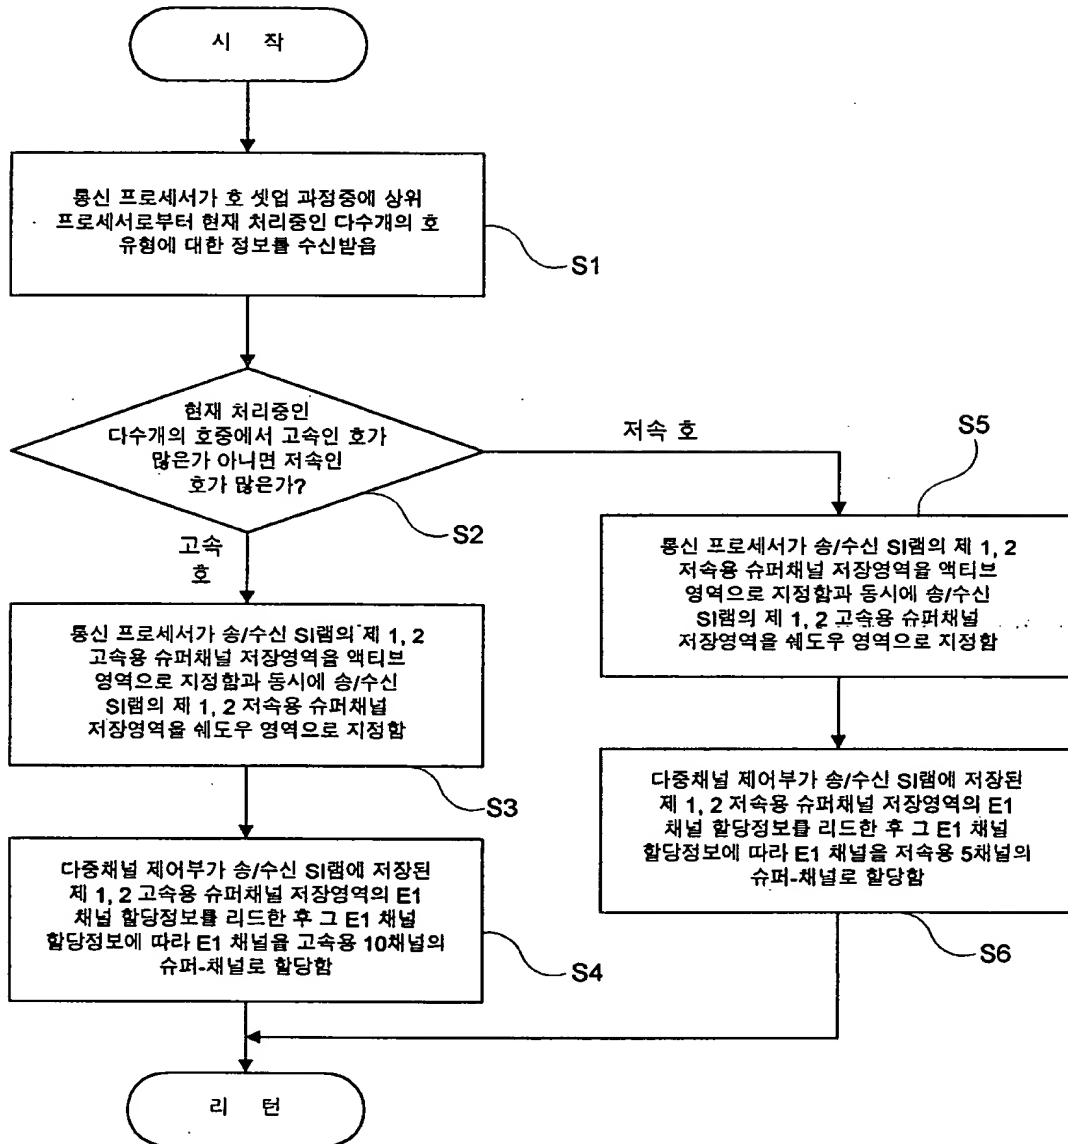 시 작
통신 프로세서가 호 셋업 과정중에 상위
프로세서로부터 현재 처리중인 다수개의 호
유형에 대한 정보를 수신받음
S1
현재 처리중인
다수개의 호중에서 고속인 호가
많은가 아니면 저속인
호가 많은가?
S2
저속 호
고속
호
통신 프로세서가 송/수신 SI램의 제 1, 2
고속용 슈퍼채널 저장영역을 액티브
영역으로 지정함과 동시에 송/수신
SI램의 제 1, 2 저속용 슈퍼채널
저장영역을 쉐도우 영역으로 지정함
S3
다중채널 제어부가 송/수신 SI램에 저장된
제 1, 2 고속용 슈퍼채널 저장영역의 E1
채널 할당정보를 리드한 후 그 E1 채널
할당정보에 따라 E1 채널을 고속용 10채널의
슈퍼-채널로 할당함
S4
S5
통신 프로세서가 송/수신 SI램의 제 1, 2
저속용 슈퍼채널 저장영역을 액티브
영역으로 지정함과 동시에 송/수신
SI램의 제 1, 2 고속용 슈퍼채널
저장영역을 쉐도우 영역으로 지정함
다중채널 제어부가 송/수신 SI램에 저장된
제 1, 2 저속용 슈퍼채널 저장영역의 E1
채널 할당정보를 리드한 후 그 E1 채널
할당정보에 따라 E1 채널을 저속용 5채널의
슈퍼-채널로 할당함
S6
리 턴